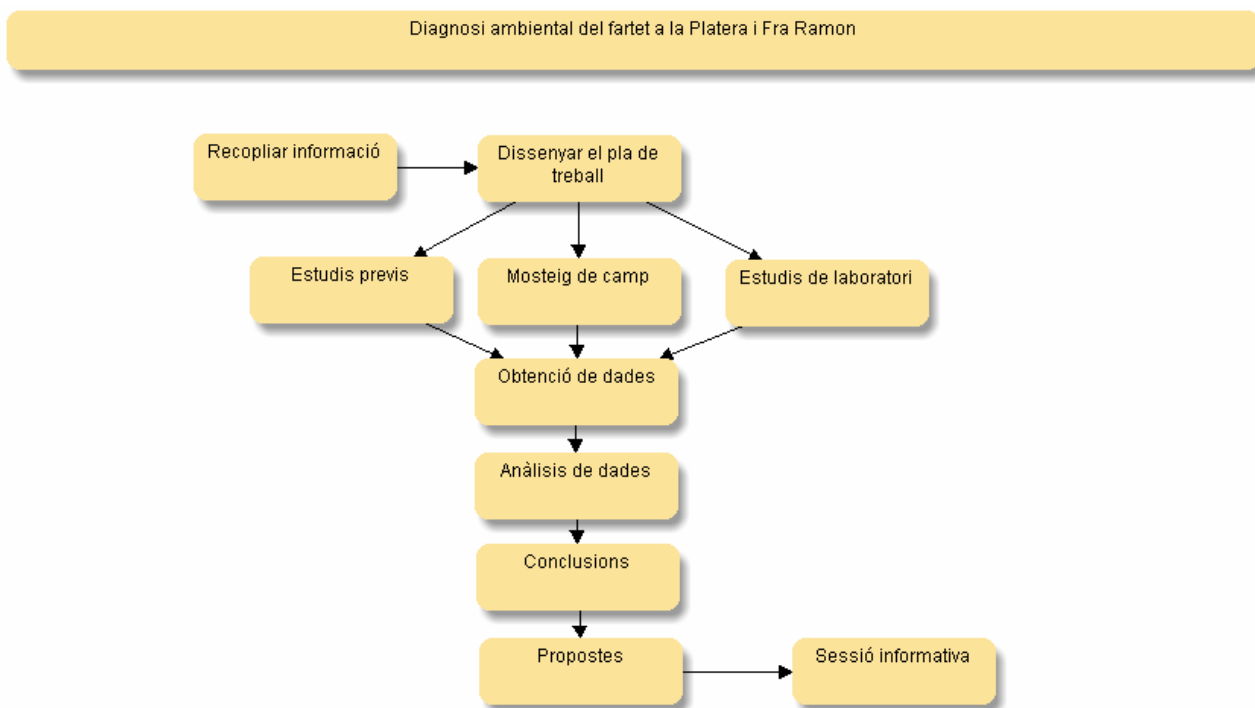 Diagnosi ambiental del fartet a la Platera i Fra Ramon
Recopliar informació
Dissenyar el pla de
treball
Estudis previs
Mosteig de camp
Estudis de laboratori
Obtenció de dades
Anàlisis de dades
Conclusions
Propostes
Sessió informativa